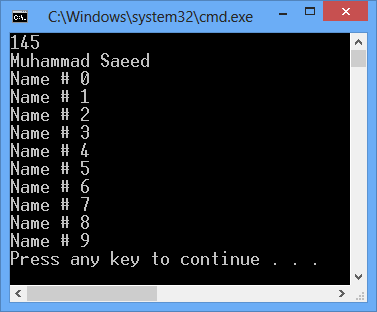 C:\Windows\system32\cmd.exe
145
Muhammad Saeed
Name # 0
Name # 1
Name # 2
Name # 3
Name # 4
Name # 5
Name # 6
Name # 7
Name # 8
Name # 9
Press any key to continue . . .